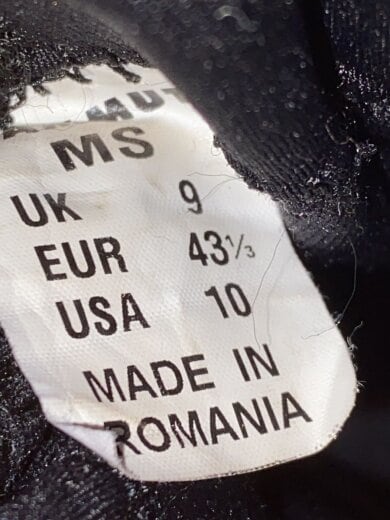 MS
UK 9
EUR 43⅓
USA 10
MADE IN
ROMANIA